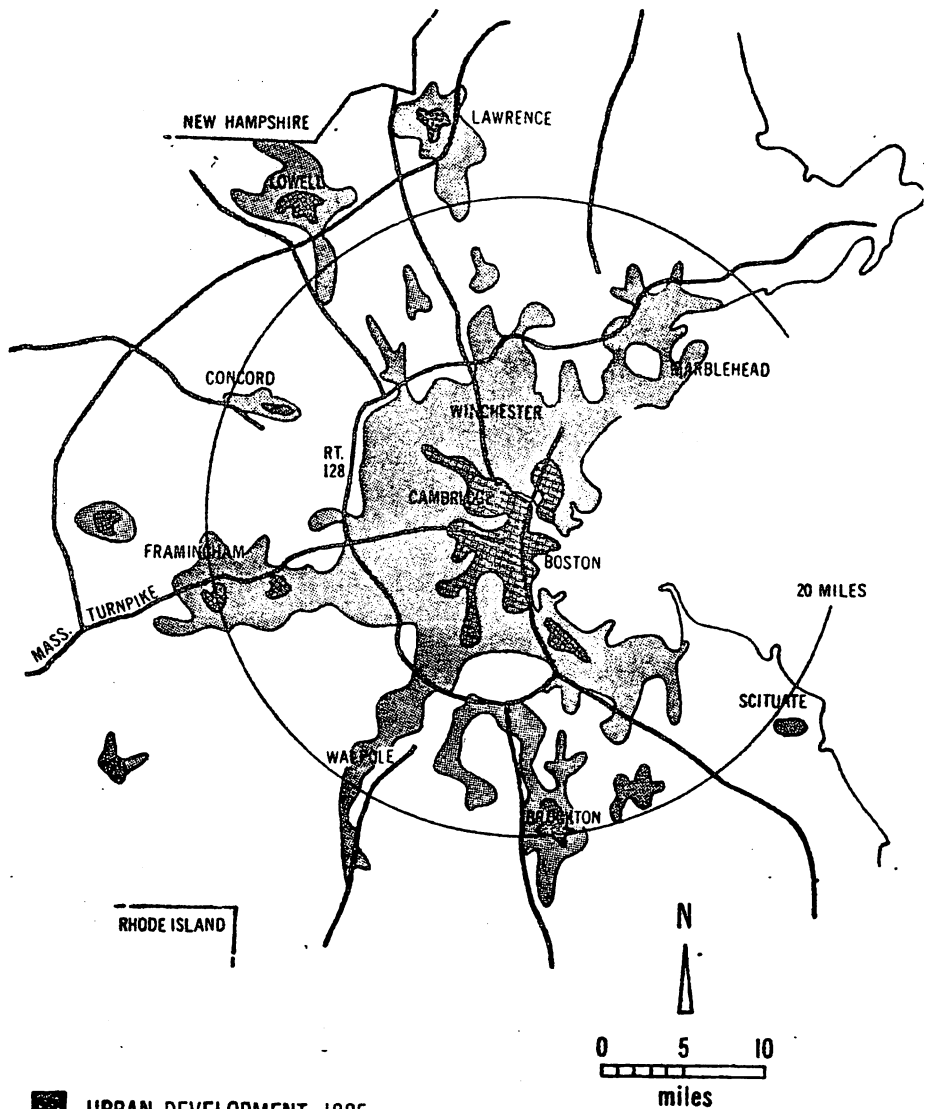 LAWRENCE
NEW HAMPSHIRE
LOWELL
MARBLEHEAD
CONCORD
WINCHESTER
RT.
128
CAMBRIDGE
FRAMINGHAM
BOSTON
MASS. TURNPIKE
20 MILES
SCITUATE
WALPOLE
BROCKTON
RHODE ISLAND
N
0 5 10
miles
URBAN DEVELOPMENT